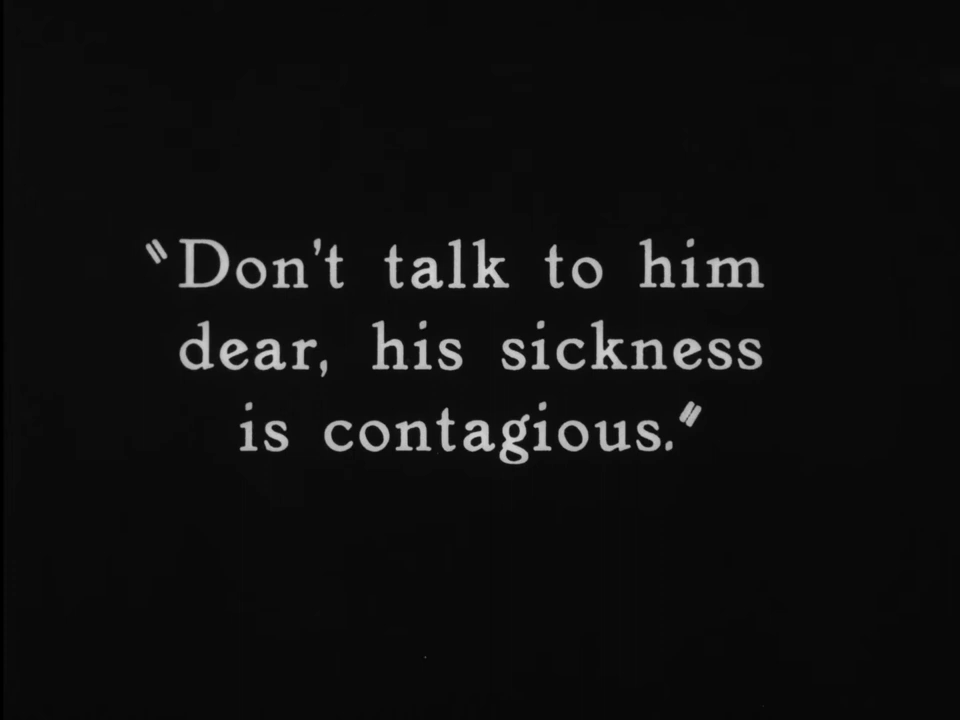 "Don't talk to him
dear, his sickness
is contagious."